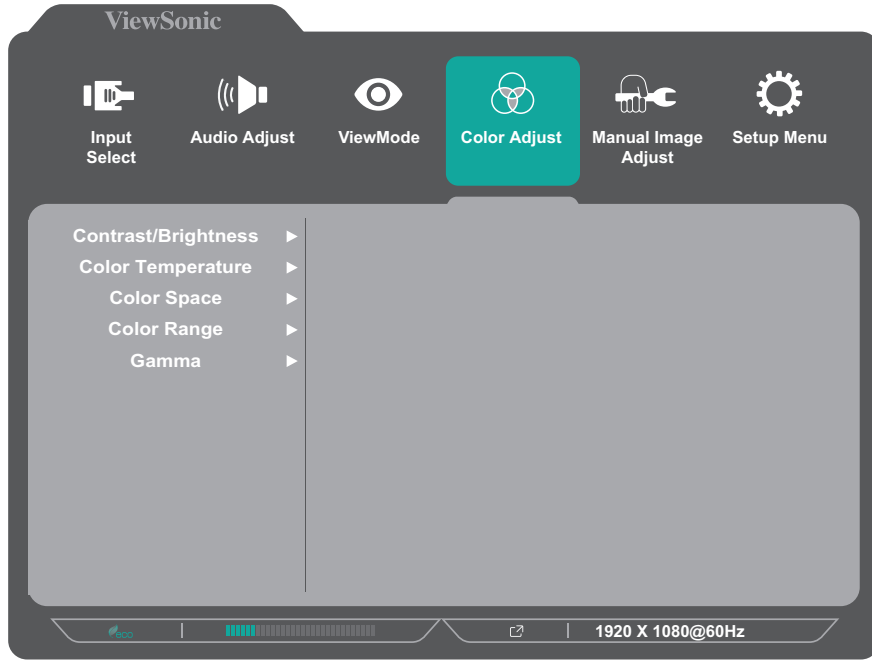 ViewSonic
Input
Select
Audio Adjust
ViewMode
Color Adjust
Manual Image
Adjust
Setup Menu
Contrast/Brightness
Color Temperature
Color Space
Color Range
Gamma
eco
1920 X 1080@60Hz